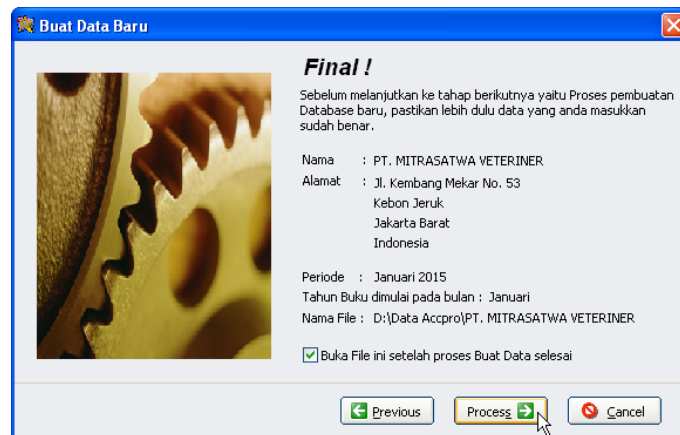 Buat Data Baru
Final !
Sebelum melanjutkan ke tahap berikutnya yaitu Proses pembuatan
Database baru, pastikan lebih dulu data yang anda masukkan
sudah benar.
Nama : PT. MITRASATWA VETERINER
Alamat : Jl. Kembang Mekar No. 53
Kebon Jeruk
Jakarta Barat
Indonesia
Periode : Januari 2015
Tahun Buku dimulai pada bulan : Januari
Nama File : D:\Data Accpro\PT. MITRASATWA VETERINER
Buka File ini setelah proses Buat Data selesai
Previous Process Cancel